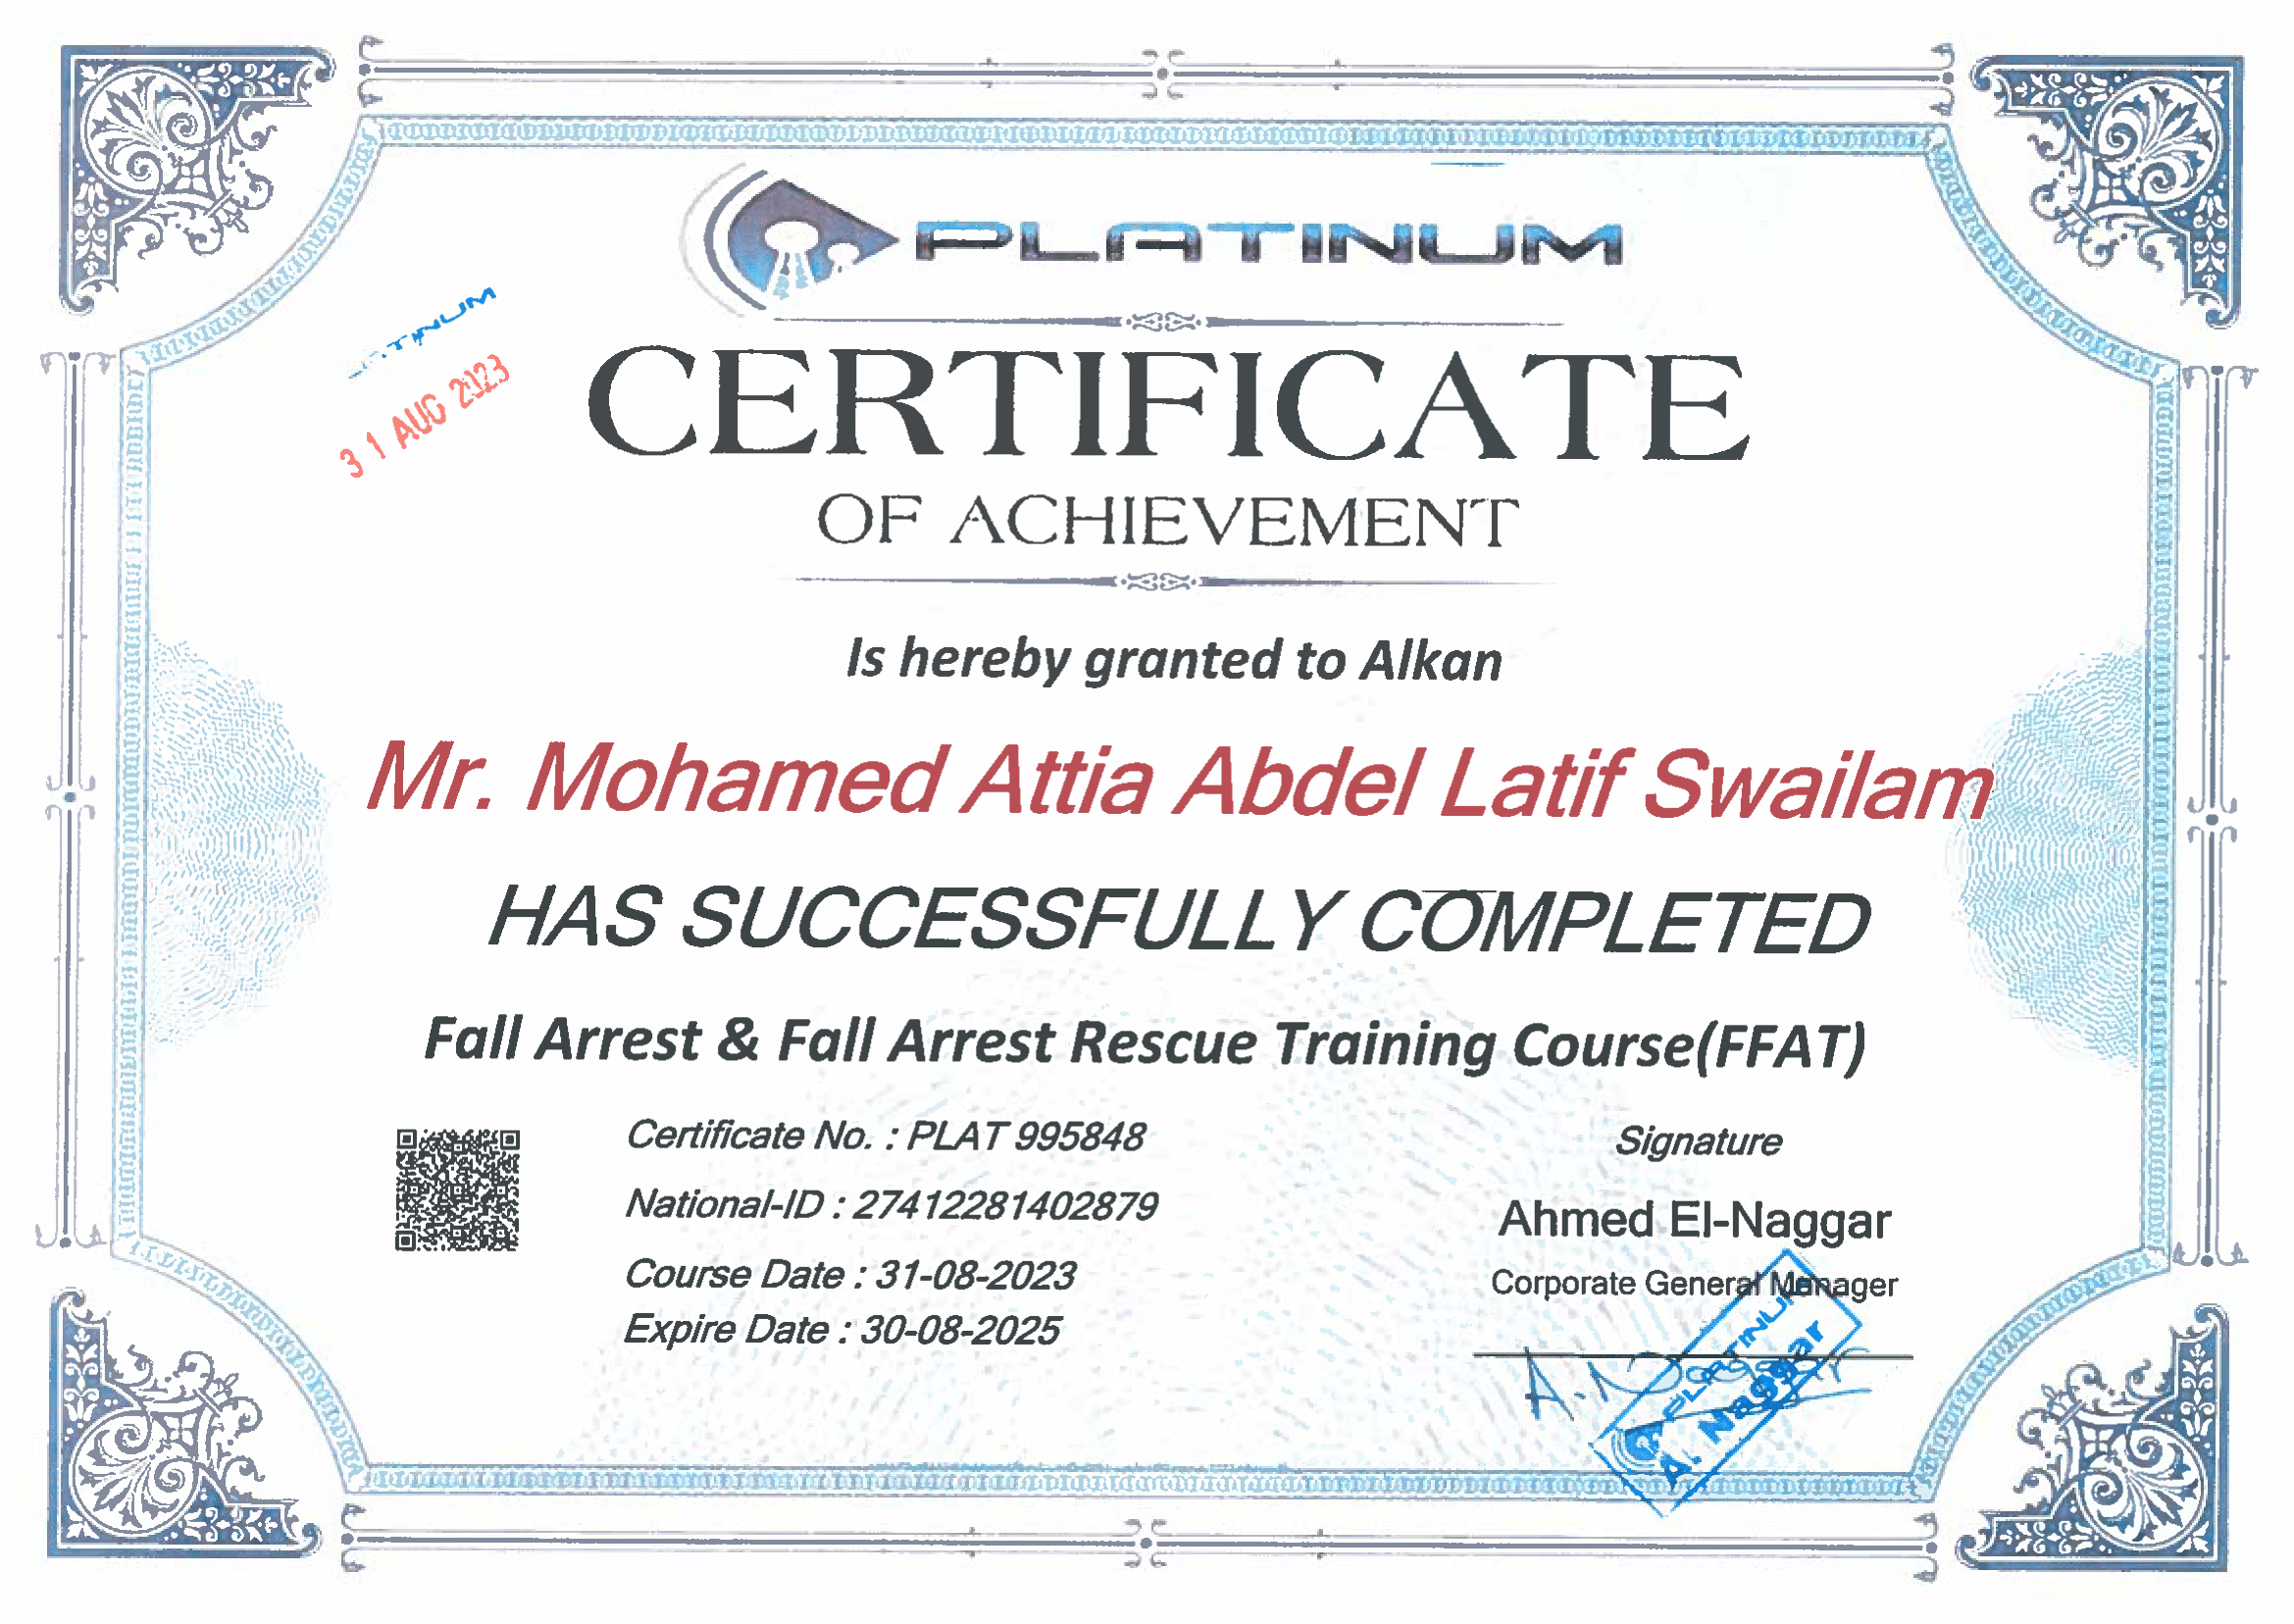 PLATINUM
PLATINUM
31 AUG 2023
CERTIFICATE
OF ACHIEVEMENT
Is hereby granted to Alkan
Mr. Mohamed Attia Abdel Latif Swailam
HAS SUCCESSFULLY COMPLETED
Fall Arrest & Fall Arrest Rescue Training Course(FFAT)
Certificate No. : PLAT 995848
National-ID : 27412281402879
Course Date : 31-08-2023
Expire Date : 30-08-2025
Signature
Ahmed El-Naggar
Corporate General Manager
PLATINUM
A. Naggar